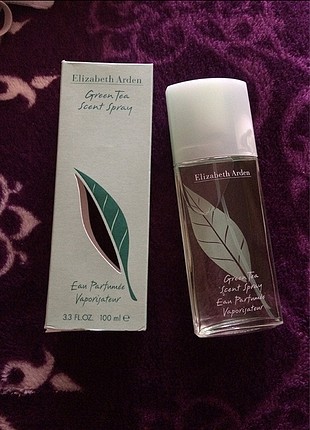 Elizabeth Arden
Green Tea
Scent Spray
Eau Parfumée
Vaporisateur
3.3 FL.OZ. 100 ml e
Elizabeth Arden
Green Tea
Scent Spray
Eau Parfumée
Vaporisateur